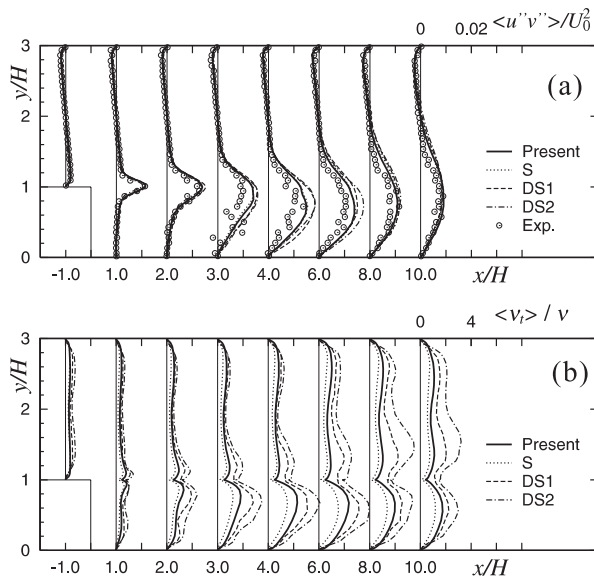 0 0.02 <u''v''>/U₀²
3
(a)
2
y/H
Present
S
1
DS1
DS2
Exp.
0
-1.0 1.0 2.0 3.0 4.0 6.0 8.0 10.0
x/H
0 4 <νt> / ν
3
(b)
2
y/H
Present
S
1
DS1
DS2
0
-1.0 1.0 2.0 3.0 4.0 6.0 8.0 10.0
x/H